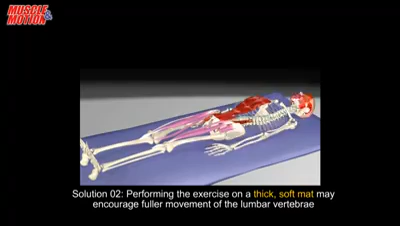 MUSCLE
& MOTION
Solution 02: Performing the exercise on a thick, soft mat may
encourage fuller movement of the lumbar vertebrae